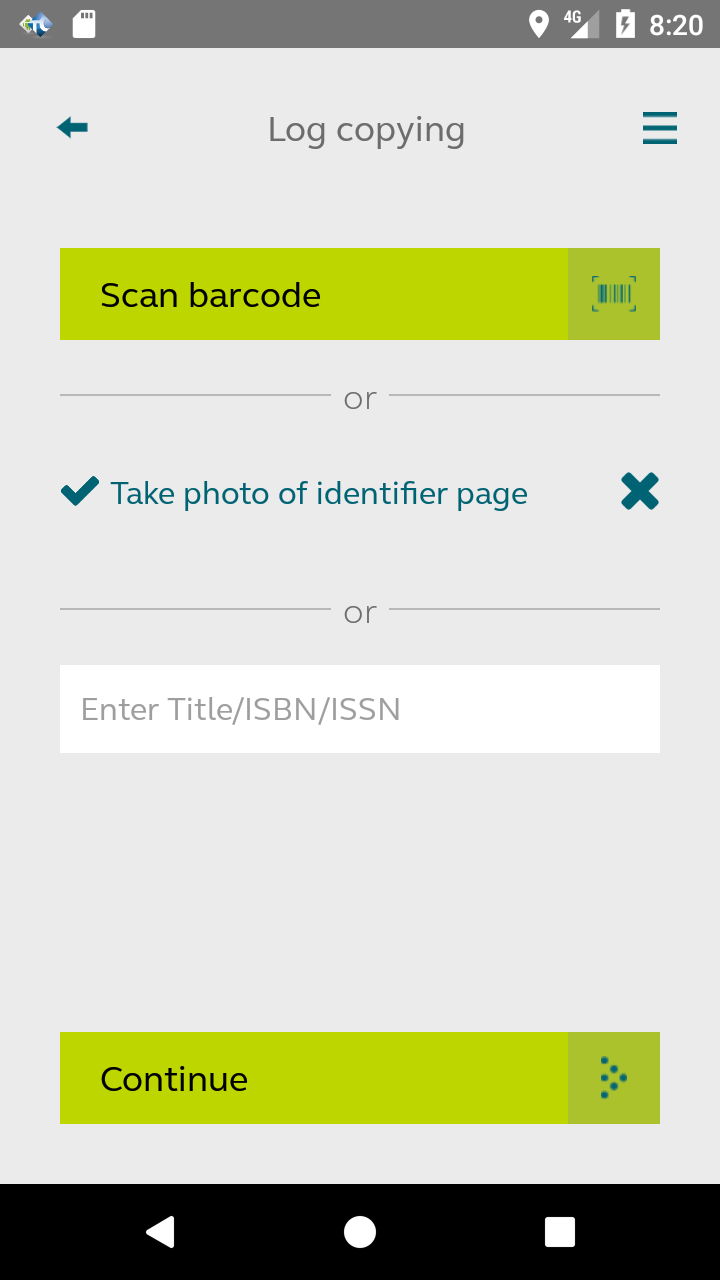 4G 8:20
Log copying
Scan barcode
or
Take photo of identifier page
or
Enter Title/ISBN/ISSN
Continue